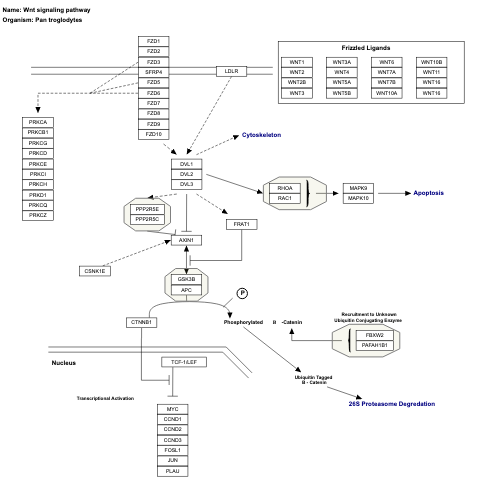 Name: Wnt signaling pathway
Organism: Pan troglodytes
FZD1
FZD2
FZD3
SFRP4
FZD5
FZD6
FZD7
FZD8
FZD9
FZD10
LDLR
Frizzled Ligands
WNT1 WNT3A WNT6 WNT10B
WNT2 WNT4 WNT7A WNT11
WNT2B WNT5A WNT7B WNT16
WNT3 WNT5B WNT10A WNT16
PRKCA
PRKCB1
PRKCG
PRKCD
PRKCE
PRKCI
PRKCH
PRKD1
PRKCQ
PRKCZ
Cytoskeleton
DVL1
DVL2
DVL3
RHOA
RAC1
MAPK9
MAPK10
Apoptosis
PPP2R5E
PPP2R5C
FRAT1
AXIN1
CSNK1E
GSK3B
APC
P
CTNNB1
Phosphorylated B -Catenin
Recruitment to Unknown
Ubiquitin Conjugating Enzyme
FBXW2
PAFAH1B1
Nucleus
TCF-1/LEF
Ubiquitin Tagged
B - Catenin
Transcriptional Activation
26S Proteasome Degredation
MYC
CCND1
CCND2
CCND3
FOSL1
JUN
PLAU